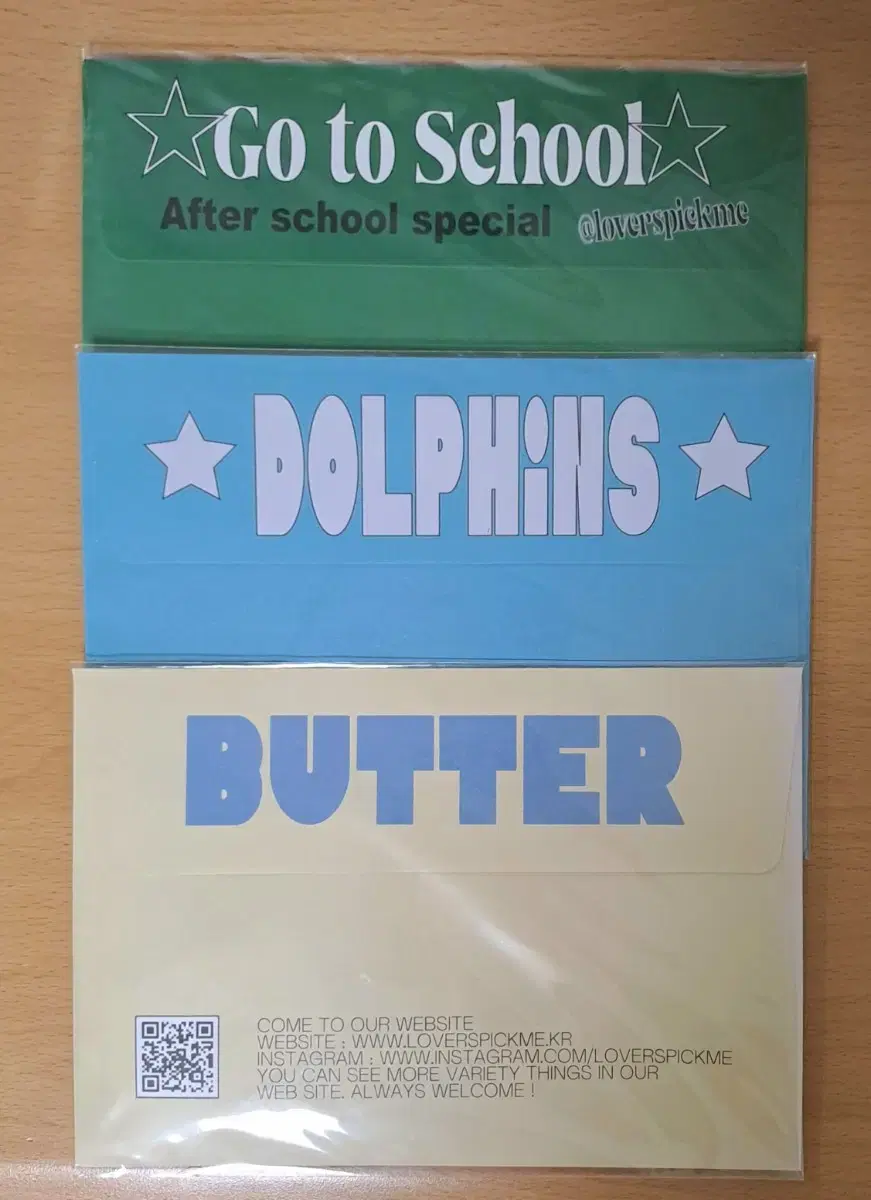 Go to School
After school special @loverspickme
DOLPHiNS
BUTTER
COME TO OUR WEBSITE
WEBSITE : WWW.LOVERSPICKME.KR
INSTAGRAM : WWW.INSTAGRAM.COM/LOVERSPICKME
YOU CAN SEE MORE VARIETY THINGS IN OUR
WEB SITE. ALWAYS WELCOME !